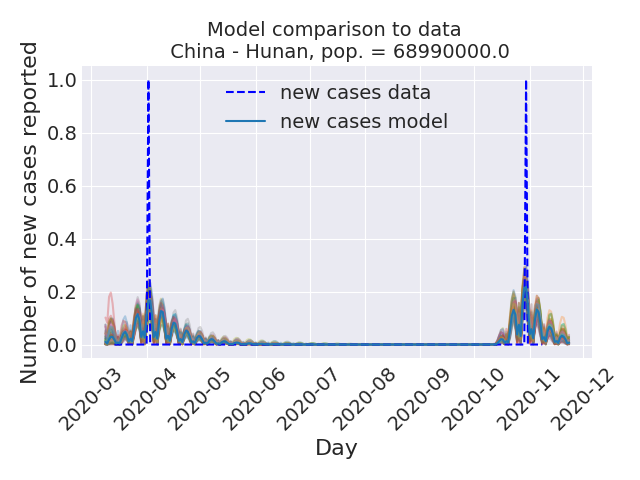 Model comparison to data
China - Hunan, pop. = 68990000.0
Number of new cases reported
1.0
0.8
0.6
0.4
0.2
0.0
new cases data
new cases model
2020-03
2020-04
2020-05
2020-06
2020-07
2020-08
2020-09
2020-10
2020-11
2020-12
Day